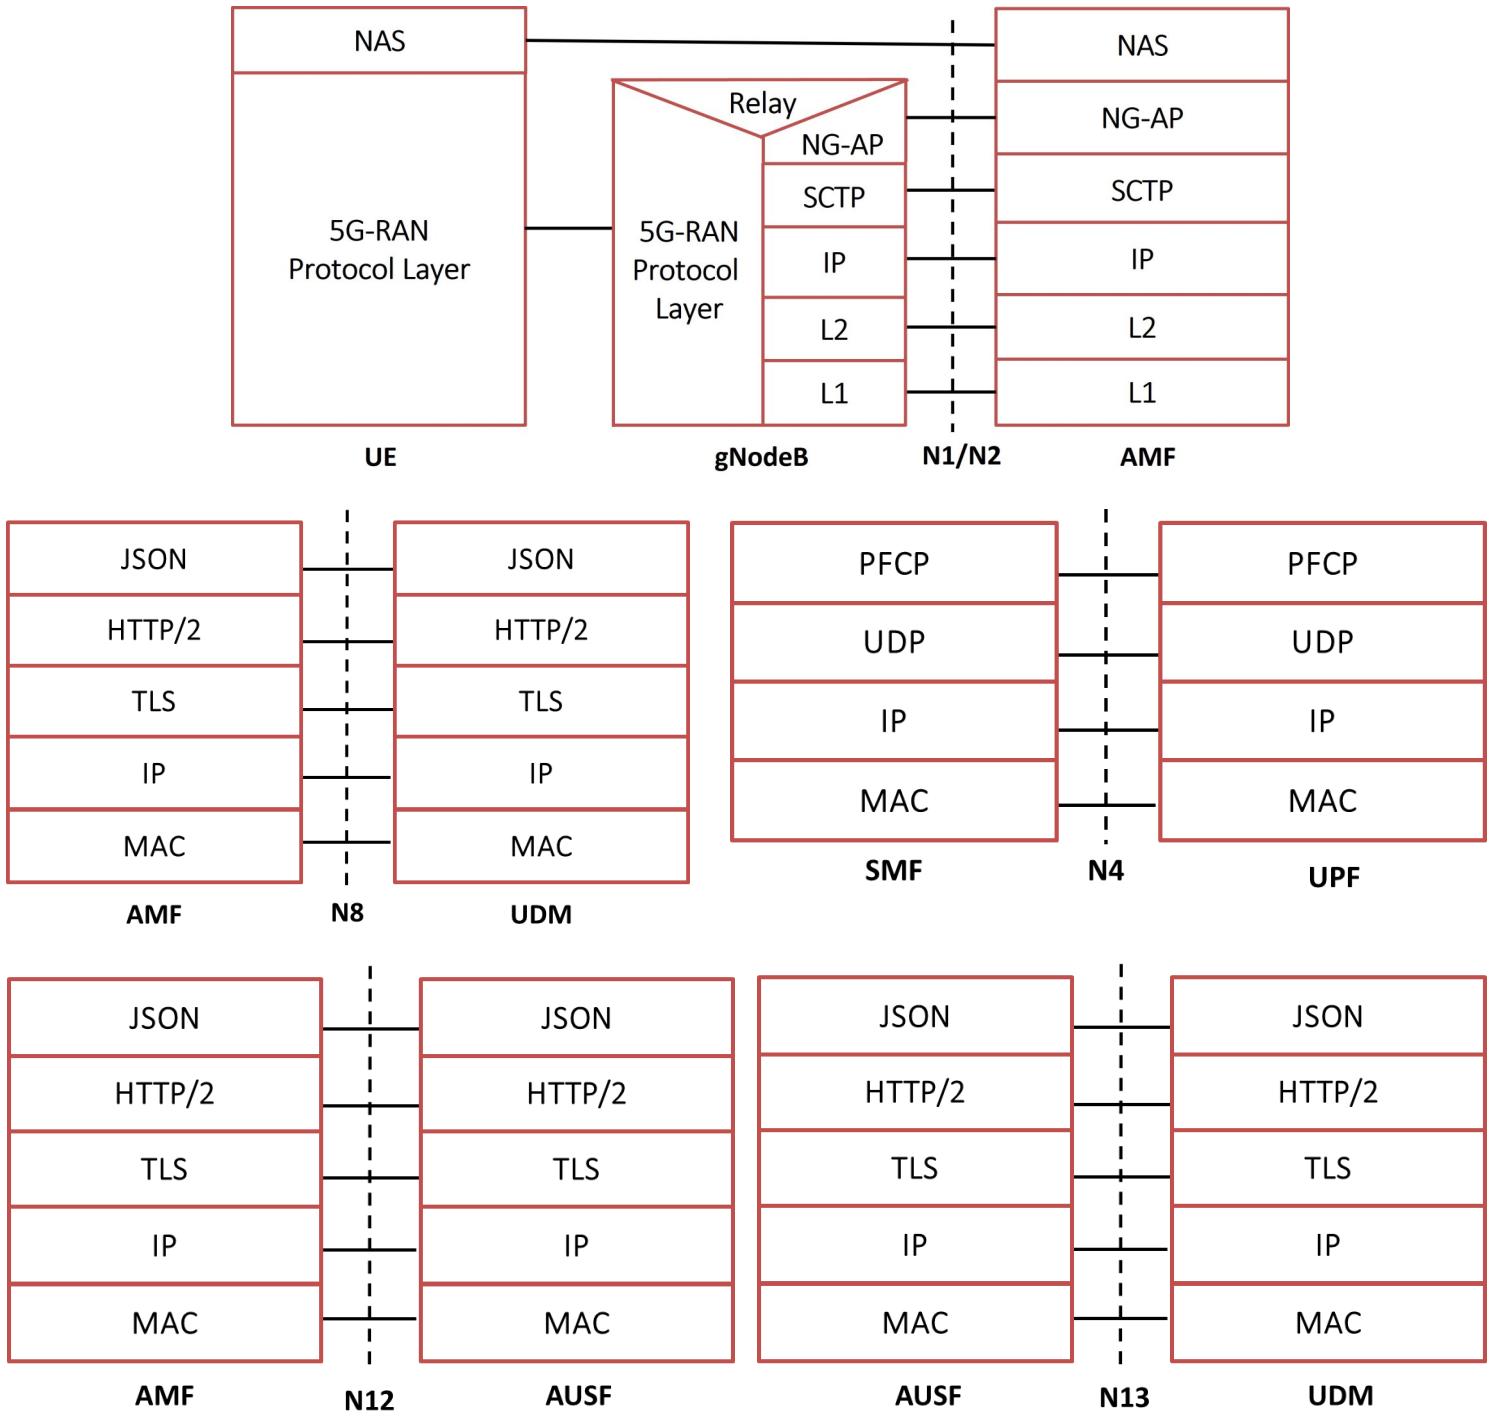 NAS
NAS
Relay
NG-AP
NG-AP
SCTP
SCTP
5G-RAN
Protocol Layer
5G-RAN
Protocol
Layer
IP
IP
L2
L2
L1
L1
UE
gNodeB
N1/N2
AMF
JSON
JSON
HTTP/2
HTTP/2
TLS
TLS
IP
IP
MAC
MAC
AMF
N8
UDM
PFCP
PFCP
UDP
UDP
IP
IP
MAC
MAC
SMF
N4
UPF
JSON
JSON
HTTP/2
HTTP/2
TLS
TLS
IP
IP
MAC
MAC
AMF
N12
AUSF
JSON
JSON
HTTP/2
HTTP/2
TLS
TLS
IP
IP
MAC
MAC
AUSF
N13
UDM